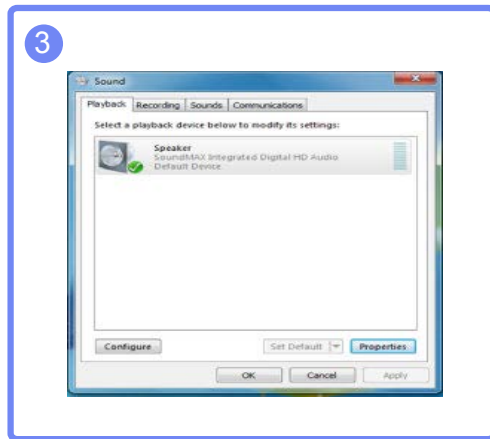 3
Sound
Playback Recording Sounds Communications
Select a playback device below to modify its settings:
Speaker
SoundMAX Integrated Digital HD Audio
Default Device
Configure Set Default Properties
OK Cancel Apply